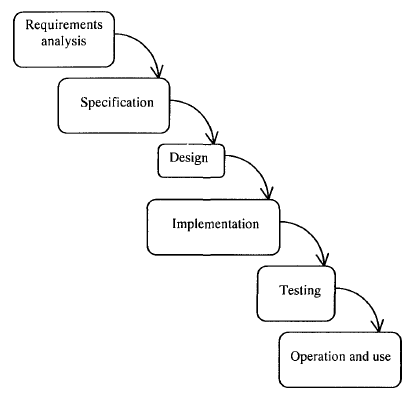 Requirements
analysis
Specification
Design
Implementation
Testing
Operation and use